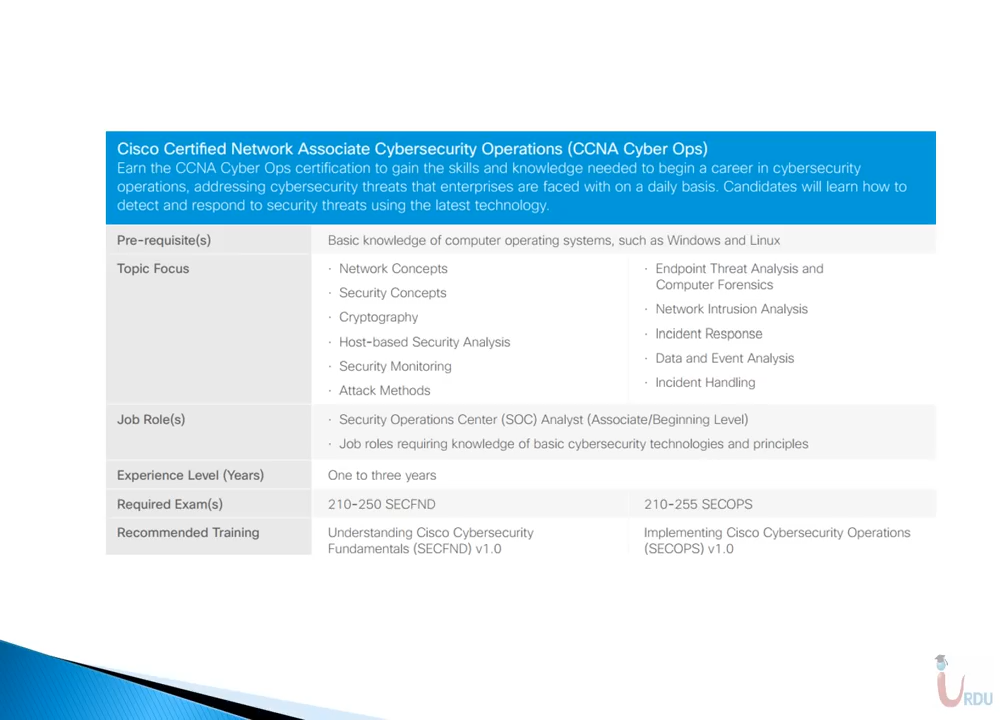 Cisco Certified Network Associate Cybersecurity Operations (CCNA Cyber Ops)
Earn the CCNA Cyber Ops certification to gain the skills and knowledge needed to begin a career in cybersecurity
operations, addressing cybersecurity threats that enterprises are faced with on a daily basis. Candidates will learn how to
detect and respond to security threats using the latest technology.
Pre-requisite(s)
Basic knowledge of computer operating systems, such as Windows and Linux
Topic Focus
· Network Concepts
· Security Concepts
· Cryptography
· Host-based Security Analysis
· Security Monitoring
· Attack Methods
· Endpoint Threat Analysis and
Computer Forensics
· Network Intrusion Analysis
· Incident Response
· Data and Event Analysis
· Incident Handling
Job Role(s)
· Security Operations Center (SOC) Analyst (Associate/Beginning Level)
· Job roles requiring knowledge of basic cybersecurity technologies and principles
Experience Level (Years)
One to three years
Required Exam(s)
210-250 SECFND
210-255 SECOPS
Recommended Training
Understanding Cisco Cybersecurity
Fundamentals (SECFND) v1.0
Implementing Cisco Cybersecurity Operations
(SECOPS) v1.0
URDU